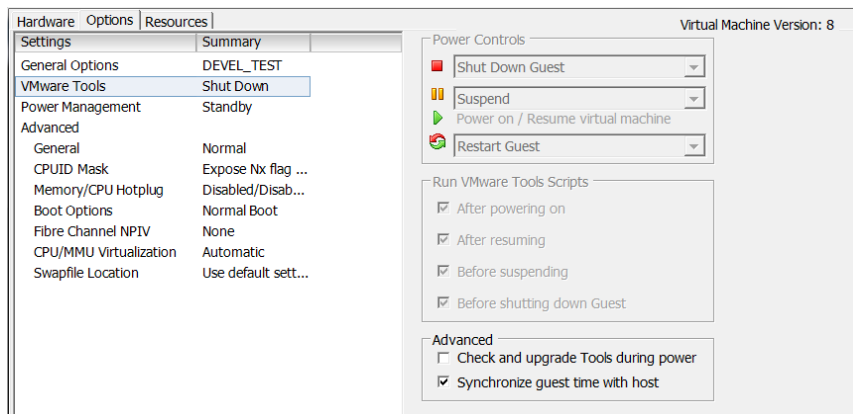 Hardware Options Resources
Virtual Machine Version: 8
Settings Summary
General Options DEVEL_TEST
VMware Tools Shut Down
Power Management Standby
Advanced
General Normal
CPUID Mask Expose Nx flag ...
Memory/CPU Hotplug Disabled/Disab...
Boot Options Normal Boot
Fibre Channel NPIV None
CPU/MMU Virtualization Automatic
Swapfile Location Use default sett...
Power Controls
Shut Down Guest
Suspend
Power on / Resume virtual machine
Restart Guest
Run VMware Tools Scripts
After powering on
After resuming
Before suspending
Before shutting down Guest
Advanced
Check and upgrade Tools during power
Synchronize guest time with host